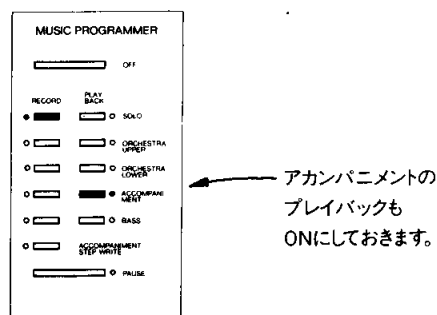 MUSIC PROGRAMMER
OFF
RECORD
PLAY
BACK
SOLO
ORCHESTRA
UPPER
ORCHESTRA
LOWER
ACCOMPANI
MENT
BASS
ACCOMPANIMENT
STEP WRITE
PAUSE
アカンパニメントの
プレイバックも
ONにしておきます。